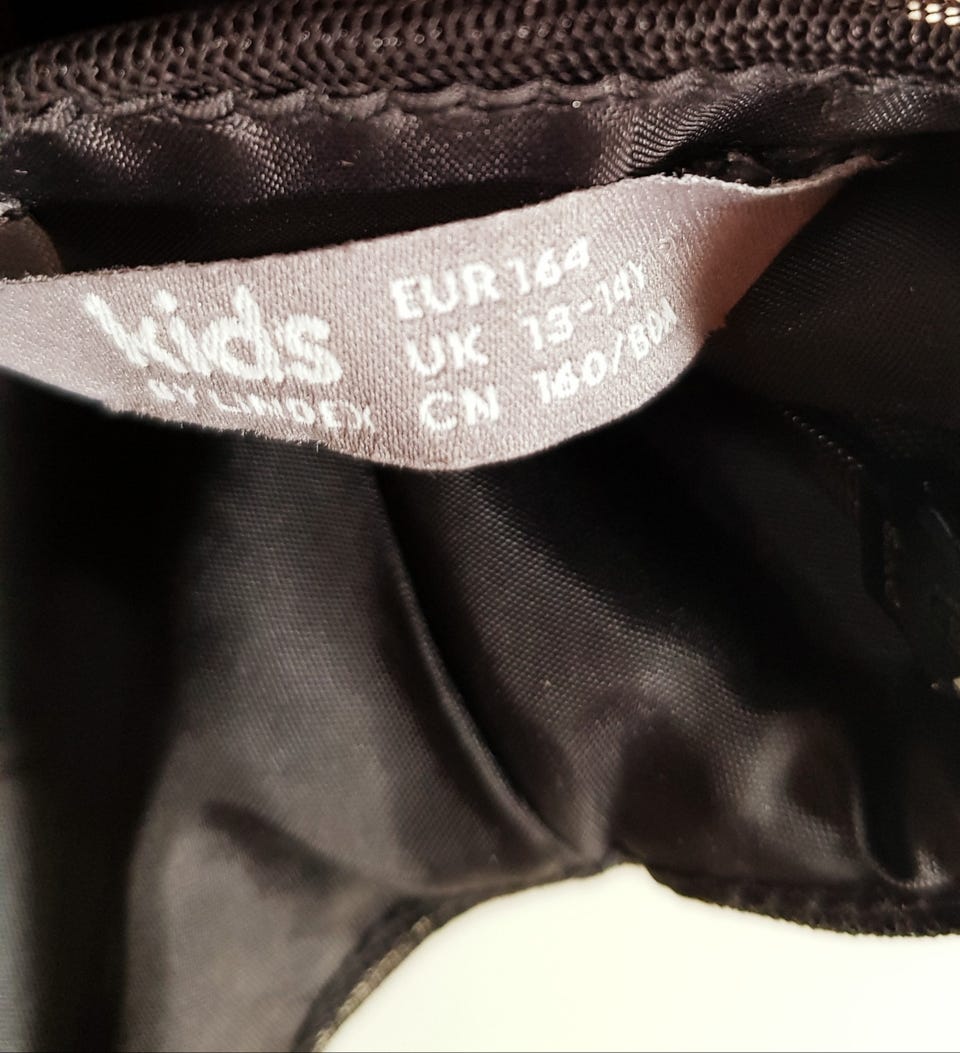 kids
BY LINDEX
EUR 164
UK 13-14Y
CN 160/80A